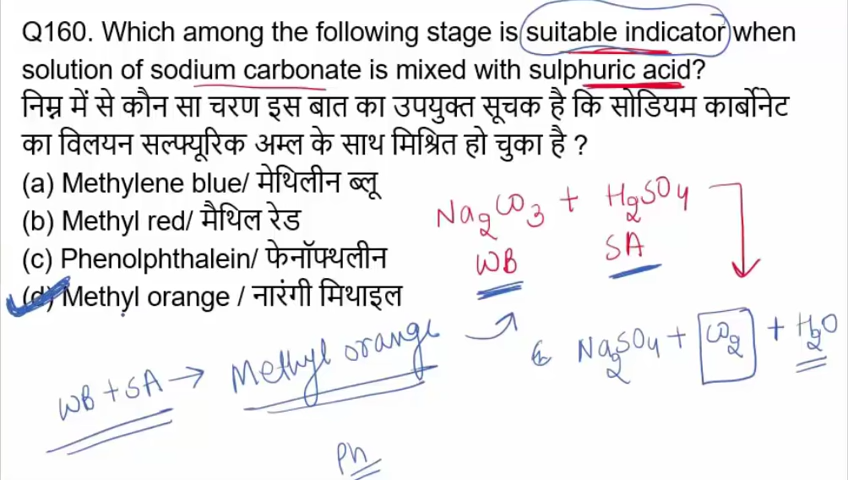 Q160. Which among the following stage is suitable indicator when
solution of sodium carbonate is mixed with sulphuric acid?
निम्न में से कौन सा चरण इस बात का उपयुक्त सूचक है कि सोडियम कार्बोनेट
का विलयन सल्फ्यूरिक अम्ल के साथ मिश्रित हो चुका है ?
(a) Methylene blue/ मेथिलीन ब्लू
(b) Methyl red/ मैथिल रेड
(c) Phenolphthalein/ फेनॉफ्थलीन
(d) Methyl orange / नारंगी मिथाइल
Na2CO3 + H2SO4
WB SA
Na2SO4 + CO2 + H2O
WB + SA → Methyl orange
Ph